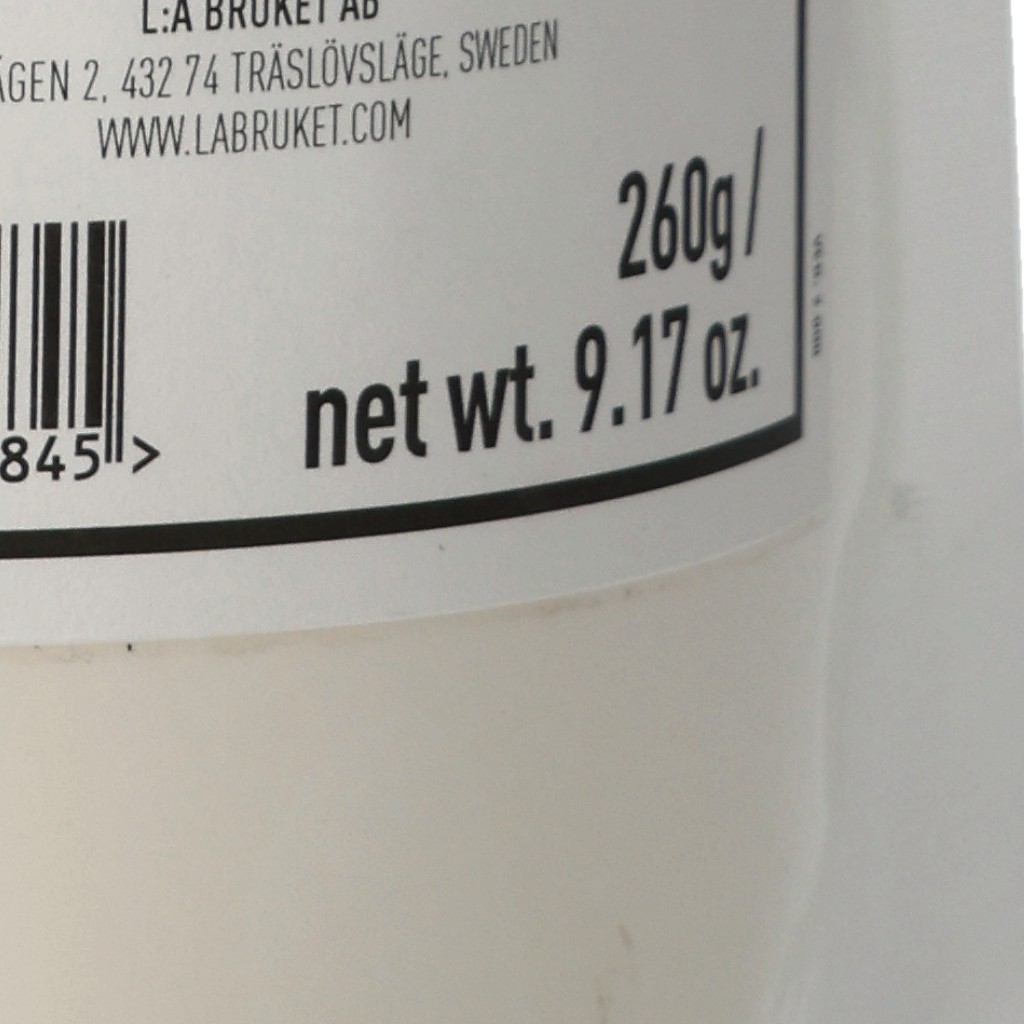 L:A BRUKET AB
ÄGEN 2, 432 74 TRÄSLÖVSLÄGE, SWEDEN
WWW.LABRUKET.COM
260g/
845> net wt. 9.17 oz.